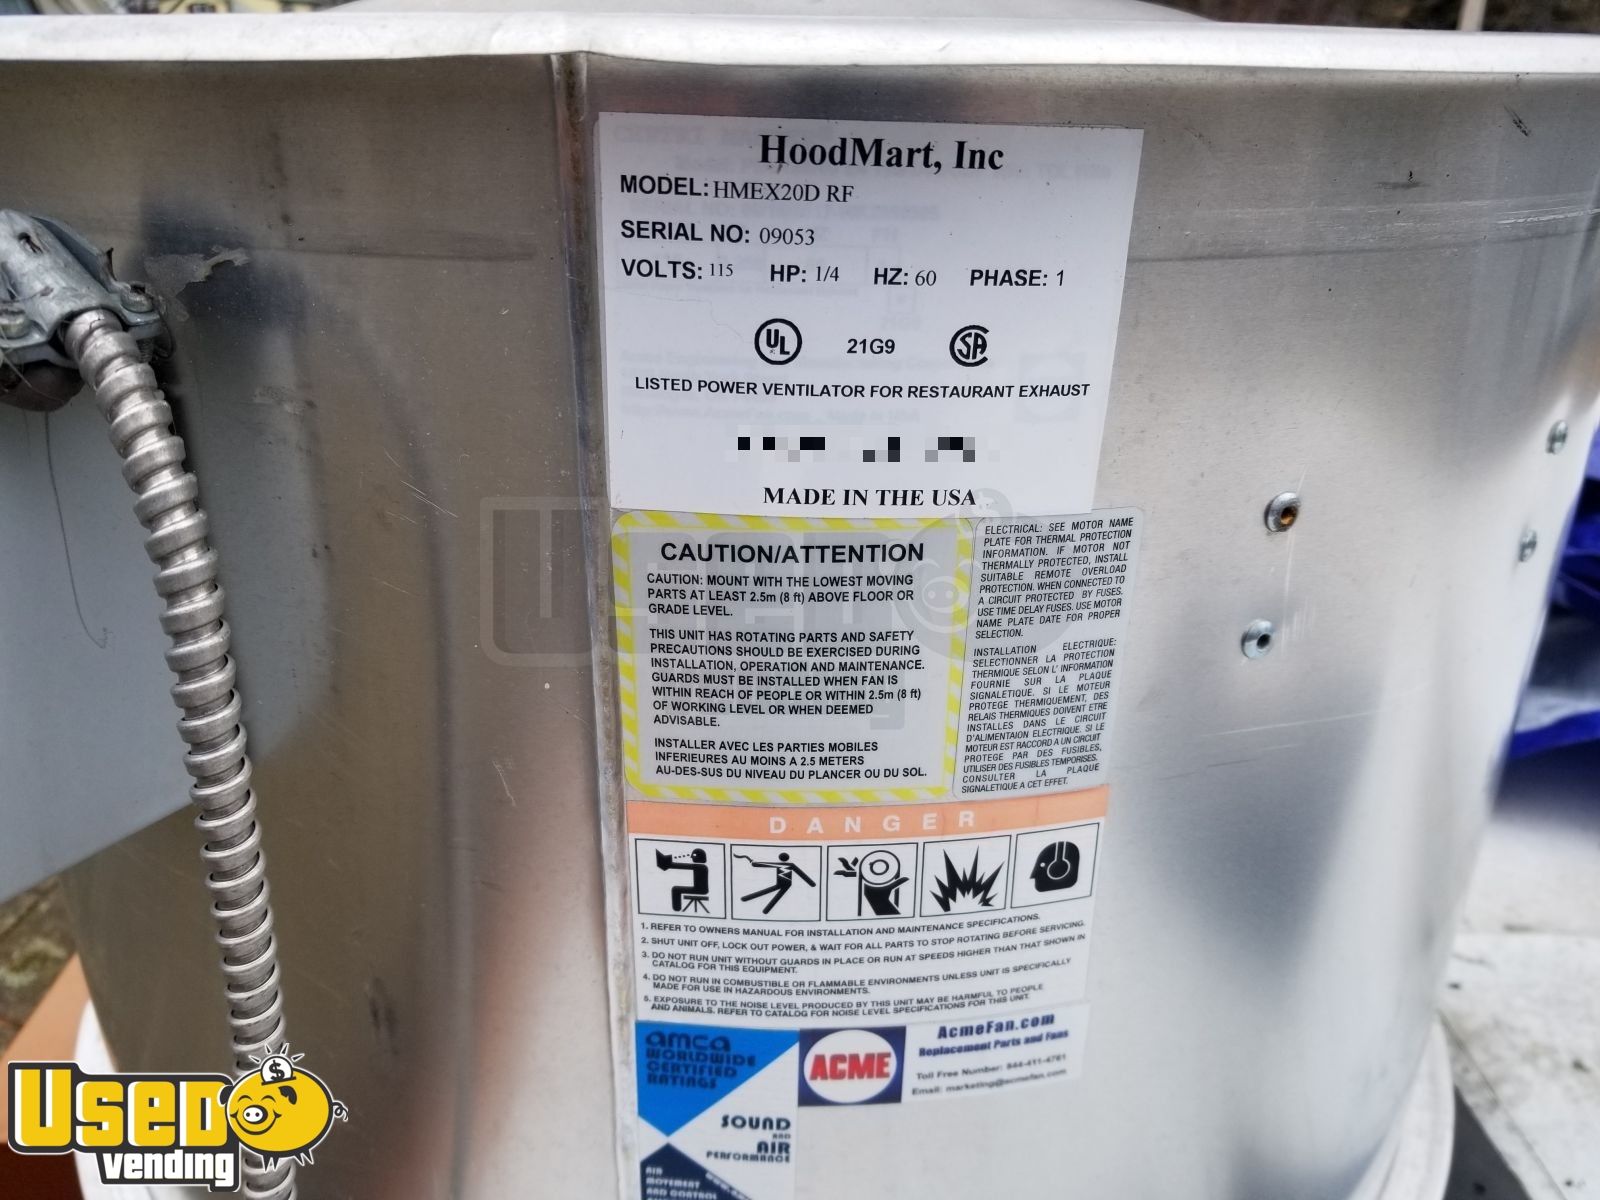 HoodMart, Inc
MODEL: HMEX20D RF
SERIAL NO: 09053
VOLTS: 115 HP: 1/4 HZ: 60 PHASE: 1
UL 21G9 SA
LISTED POWER VENTILATOR FOR RESTAURANT EXHAUST
MADE IN THE USA
CAUTION/ATTENTION
CAUTION: MOUNT WITH THE LOWEST MOVING
PARTS AT LEAST 2.5m (8 ft) ABOVE FLOOR OR
GRADE LEVEL.
THIS UNIT HAS ROTATING PARTS AND SAFETY
PRECAUTIONS SHOULD BE EXERCISED DURING
INSTALLATION, OPERATION AND MAINTENANCE.
GUARDS MUST BE INSTALLED WHEN FAN IS
WITHIN REACH OF PEOPLE OR WITHIN 2.5m (8 ft)
OF WORKING LEVEL OR WHEN DEEMED
ADVISABLE.
INSTALLER AVEC LES PARTIES MOBILES
INFERIEURES AU MOINS A 2.5 METERS
AU-DES-SUS DU NIVEAU DU PLANCER OU DU SOL.
ELECTRICAL: SEE MOTOR NAME
PLATE FOR THERMAL PROTECTION
INFORMATION. IF MOTOR NOT
THERMALLY PROTECTED, INSTALL
SUITABLE REMOTE OVERLOAD
PROTECTION. WHEN CONNECTED TO
A CIRCUIT PROTECTED BY FUSES.
USE TIME DELAY FUSES. USE MOTOR
NAME PLATE DATE FOR PROPER
SELECTION.
INSTALLATION ELECTRIQUE:
SELECTIONNER LA PROTECTION
THERMIQUE SELON L' INFORMATION
FOURNIE SUR LA PLAQUE
SIGNALETIQUE. SI LE MOTEUR
PROTEGE THERMIQUEMENT, DES
RELAIS THERMIQUES DOIVENT ETRE
INSTALLES DANS LE CIRCUIT
D'ALIMENTAION ELECTRIQUE. SI LE
MOTEUR EST RACCORD A UN CIRCUIT
PROTEGE PAR DES FUSIBLES,
UTILISER DES FUSIBLES TEMPORISES.
CONSULTER LA PLAQUE
SIGNALETIQUE A CET EFFET.
DANGER
1. REFER TO OWNERS MANUAL FOR INSTALLATION AND MAINTENANCE SPECIFICATIONS.
2. SHUT UNIT OFF, LOCK OUT POWER, & WAIT FOR ALL PARTS TO STOP ROTATING BEFORE SERVICING.
3. DO NOT RUN UNIT WITHOUT GUARDS IN PLACE OR RUN AT SPEEDS HIGHER THAN THAT SHOWN IN
CATALOG FOR THIS EQUIPMENT.
4. DO NOT RUN IN COMBUSTIBLE OR FLAMMABLE ENVIRONMENTS UNLESS UNIT IS SPECIFICALLY
MADE FOR USE IN HAZARDOUS ENVIRONMENTS.
5. EXPOSURE TO THE NOISE LEVEL PRODUCED BY THIS UNIT MAY BE HARMFUL TO PEOPLE
AND ANIMALS. REFER TO CATALOG FOR NOISE LEVEL SPECIFICATIONS FOR THIS UNIT.
amca
WORLDWIDE
CERTIFIED
RATINGS
SOUND
AND
AIR
PERFORMANCE
AIR
MOVEMENT
AND CONTROL
ACME
AcmeFan.com
Replacement Parts and Fans
Toll Free Number: 844-411-4761
Email: marketing@acmefan.com
USED
vending
$